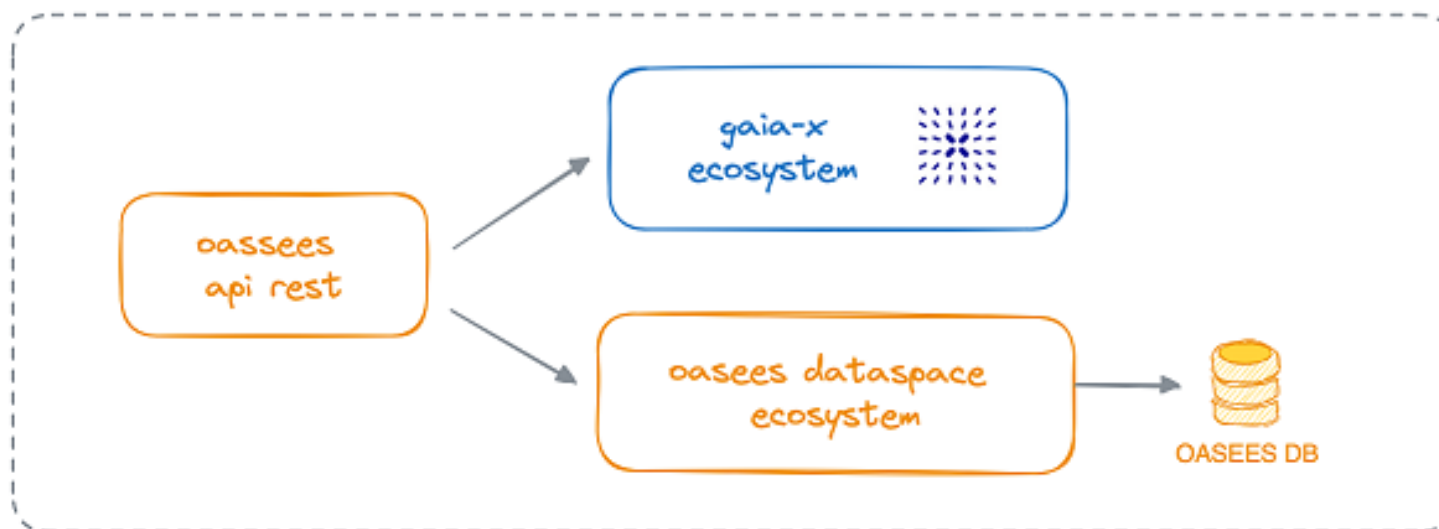 gaia-x
ecosystem
oassees
api rest
oasees dataspace
ecosystem
OASEES DB